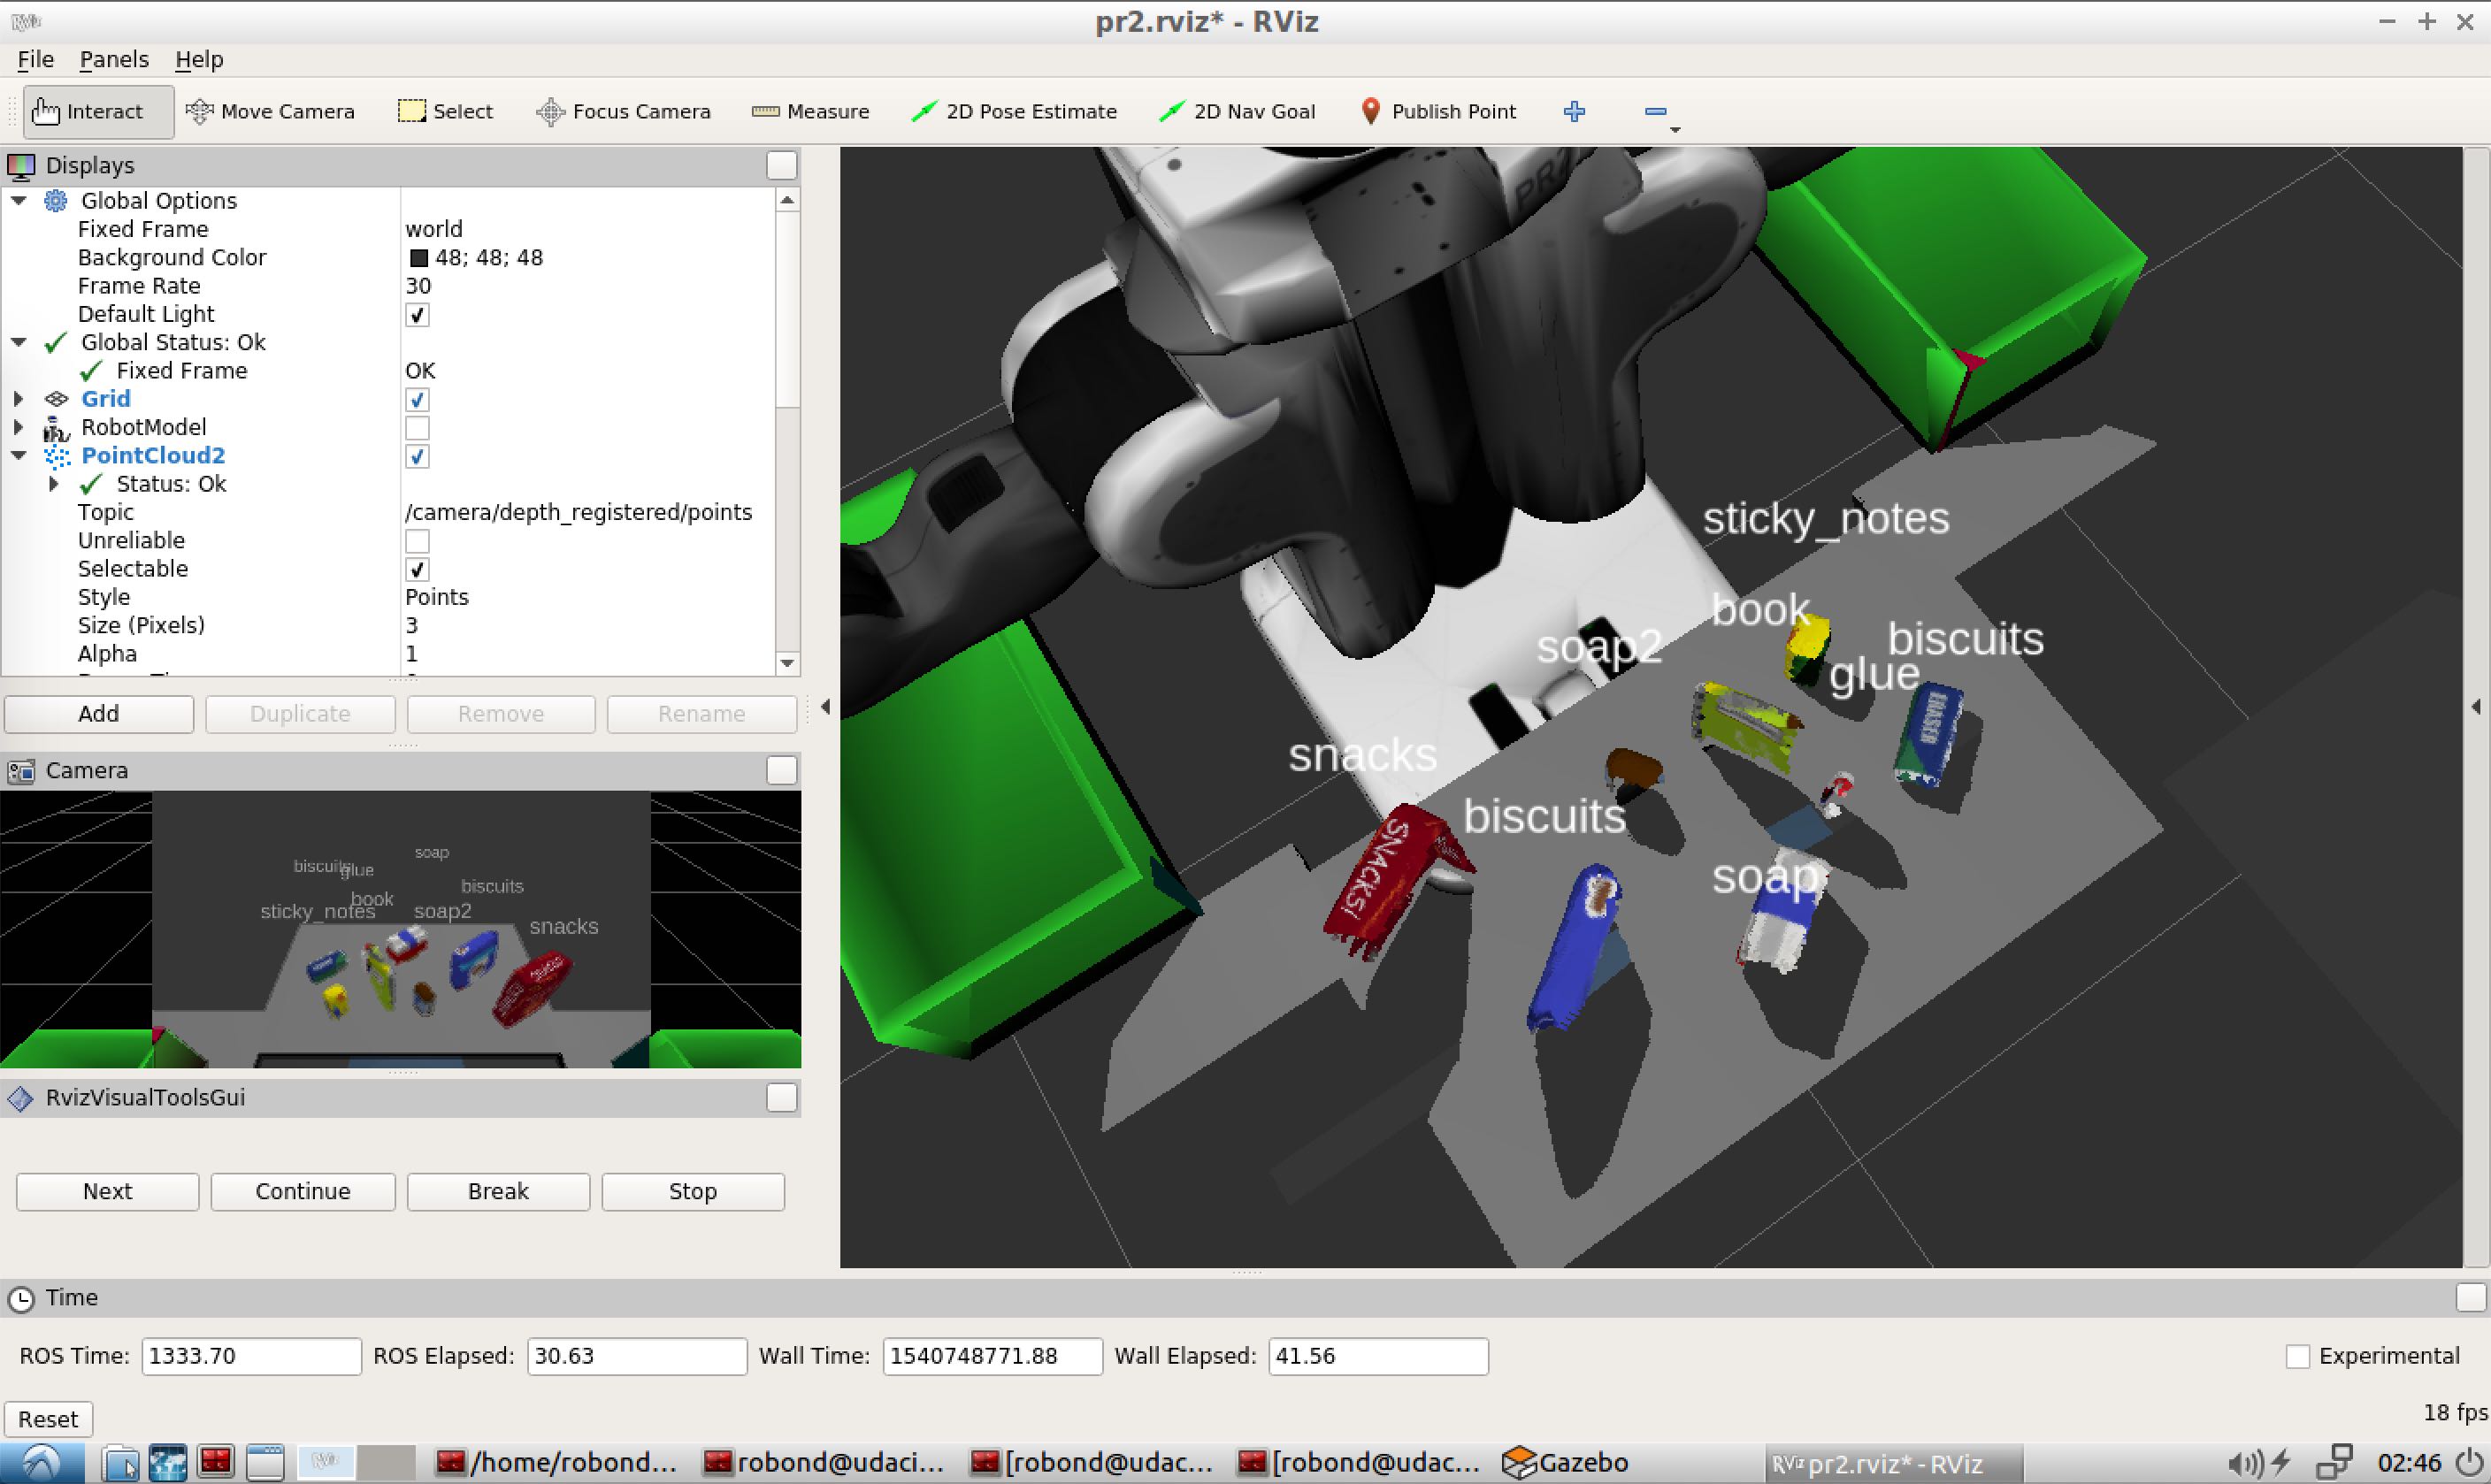 pr2.rviz* - RViz
File Panels Help
Interact Move Camera Select Focus Camera Measure 2D Pose Estimate 2D Nav Goal Publish Point
Displays
Global Options
Fixed Frame world
Background Color 48; 48; 48
Frame Rate 30
Default Light
Global Status: Ok
Fixed Frame OK
Grid
RobotModel
PointCloud2
Status: Ok
Topic /camera/depth_registered/points
Unreliable
Selectable
Style Points
Size (Pixels) 3
Alpha 1
Add Duplicate Remove Rename
Camera
soap
biscuits
glue
biscuits
book
sticky_notes
soap2
snacks
RvizVisualToolsGui
Next Continue Break Stop
sticky_notes
book
biscuits
soap2
glue
snacks
biscuits
soap
SNACKS!
ERASER
Time
ROS Time: 1333.70 ROS Elapsed: 30.63 Wall Time: 1540748771.88 Wall Elapsed: 41.56 Experimental
Reset
18 fps
/home/robond... robond@udaci... [robond@udac... [robond@udac... Gazebo RViz pr2.rviz* - RViz 02:46